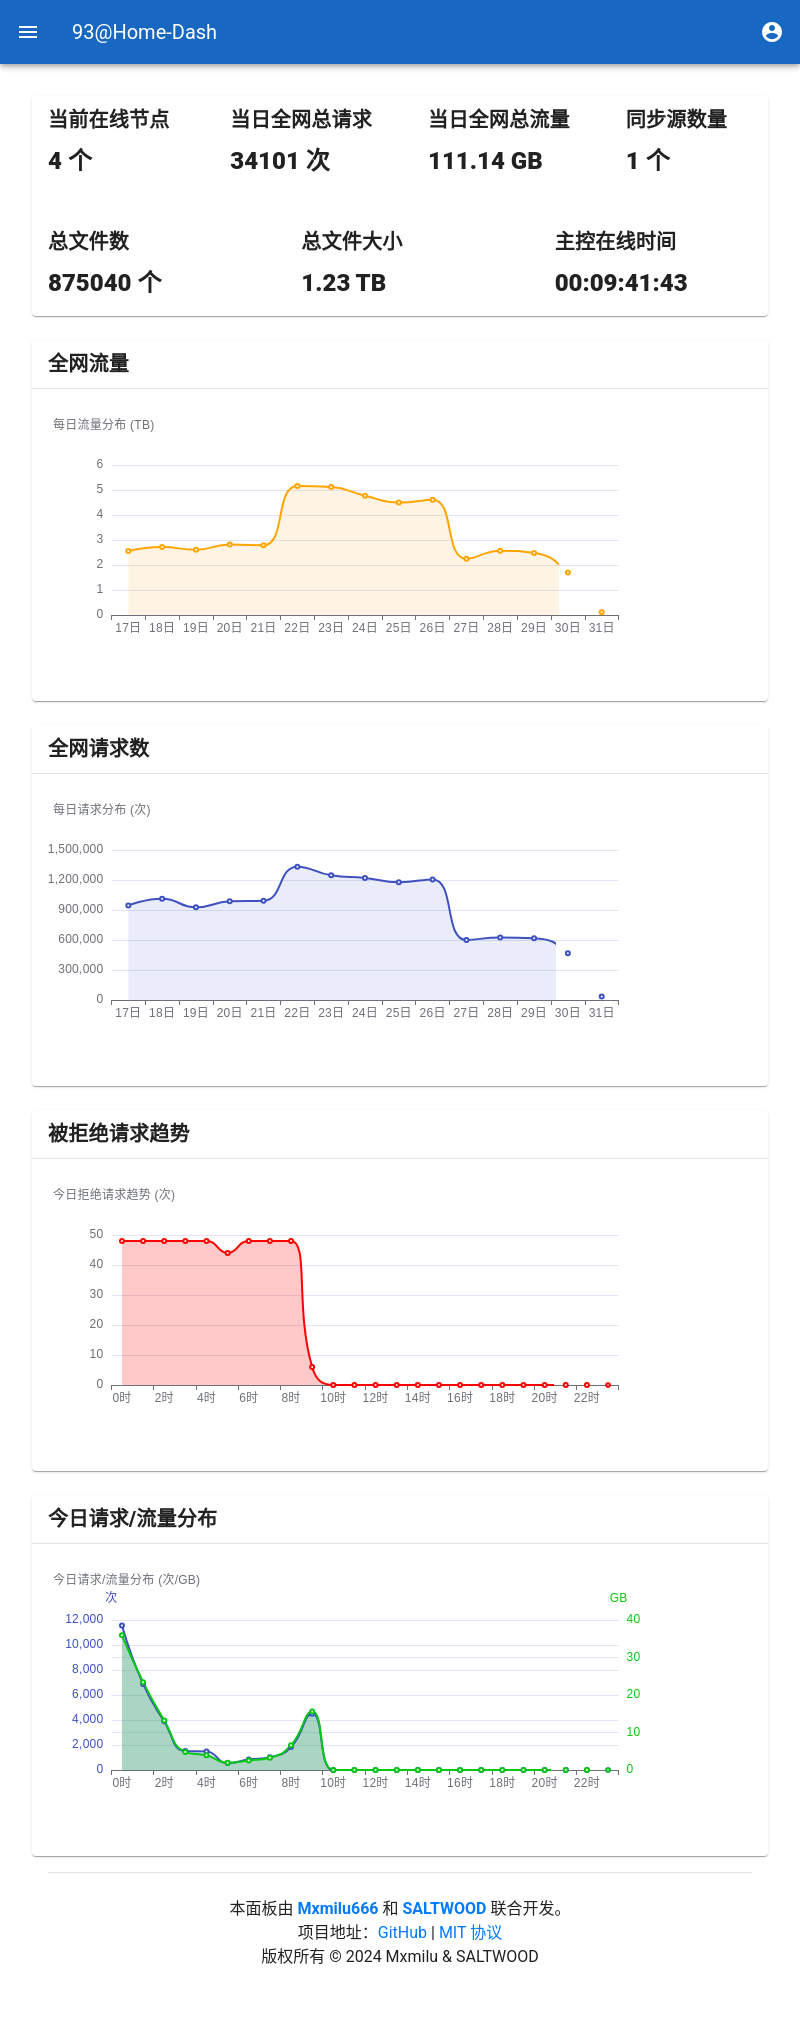 93@Home-Dash
当前在线节点 当日全网总请求 当日全网总流量 同步源数量
4 个 34101 次 111.14 GB 1 个
总文件数 总文件大小 主控在线时间
875040 个 1.23 TB 00:09:41:43
全网流量
每日流量分布 (TB)
6
5
4
3
2
1
0
17日 18日 19日 20日 21日 22日 23日 24日 25日 26日 27日 28日 29日 30日 31日
全网请求数
每日请求分布 (次)
1,500,000
1,200,000
900,000
600,000
300,000
0
17日 18日 19日 20日 21日 22日 23日 24日 25日 26日 27日 28日 29日 30日 31日
被拒绝请求趋势
今日拒绝请求趋势 (次)
50
40
30
20
10
0
0时 2时 4时 6时 8时 10时 12时 14时 16时 18时 20时 22时
今日请求/流量分布
今日请求/流量分布 (次/GB)
次 GB
12,000 40
10,000
8,000 30
6,000 20
4,000
2,000 10
0 0
0时 2时 4时 6时 8时 10时 12时 14时 16时 18时 20时 22时
本面板由 Mxmilu666 和 SALTWOOD 联合开发。
项目地址：GitHub | MIT 协议
版权所有 © 2024 Mxmilu & SALTWOOD